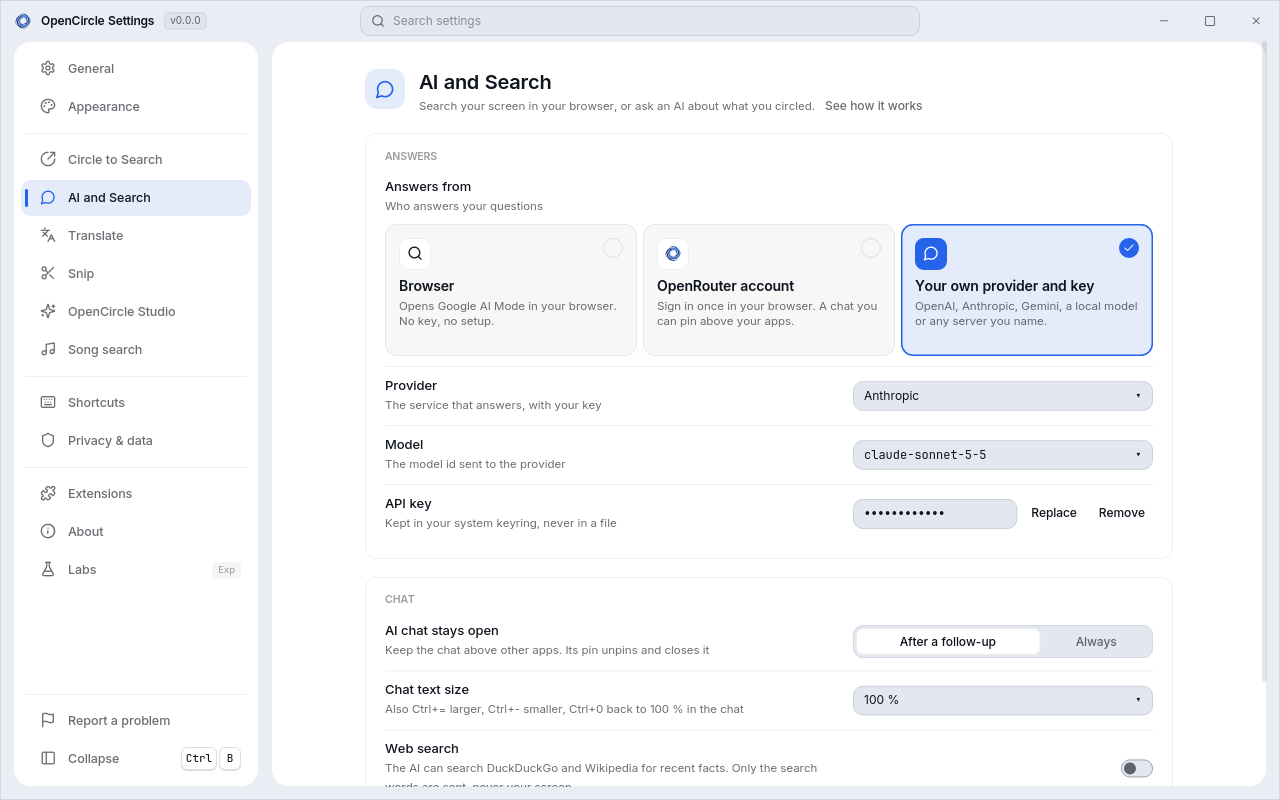 OpenCircle Settings
v0.0.0
Search settings
General
Appearance
Circle to Search
AI and Search
Translate
Snip
OpenCircle Studio
Song search
Shortcuts
Privacy & data
Extensions
About
Labs
Exp
Report a problem
Collapse
Ctrl B
AI and Search
Search your screen in your browser, or ask an AI about what you circled. See how it works
ANSWERS
Answers from
Who answers your questions
Browser
Opens Google AI Mode in your browser.
No key, no setup.
OpenRouter account
Sign in once in your browser. A chat you
can pin above your apps.
Your own provider and key
OpenAI, Anthropic, Gemini, a local model
or any server you name.
Provider
The service that answers, with your key
Anthropic
Model
The model id sent to the provider
claude-sonnet-5-5
API key
Kept in your system keyring, never in a file
••••••••••••
Replace
Remove
CHAT
AI chat stays open
Keep the chat above other apps. Its pin unpins and closes it
After a follow-up
Always
Chat text size
Also Ctrl+= larger, Ctrl+- smaller, Ctrl+0 back to 100 % in the chat
100 %
Web search
The AI can search DuckDuckGo and Wikipedia for recent facts. Only the search
words are sent, never your screen